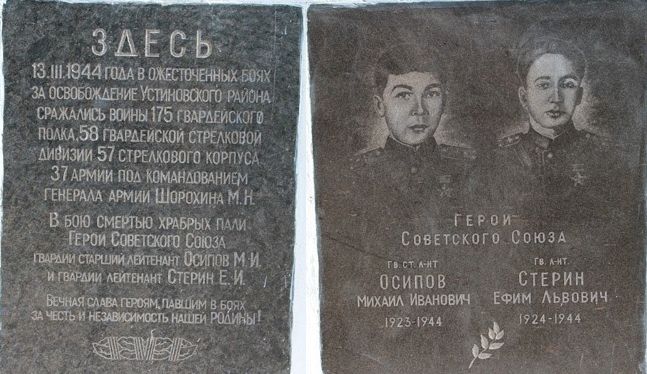 ЗДЕСЬ
13.III.1944 ГОДА В ОЖЕСТОЧЕННЫХ БОЯХ
ЗА ОСВОБОЖДЕНИЕ УСТИНОВСКОГО РАЙОНА
СРАЖАЛИСЬ ВОИНЫ 175 ГВАРДЕЙСКОГО
ПОЛКА, 58 ГВАРДЕЙСКОЙ СТРЕЛКОВОЙ
ДИВИЗИИ 57 СТРЕЛКОВОГО КОРПУСА
37 АРМИИ ПОД КОМАНДОВАНИЕМ
ГЕНЕРАЛА АРМИИ ШОРОХИНА М.Н.
В БОЮ СМЕРТЬЮ ХРАБРЫХ ПАЛИ
ГЕРОИ СОВЕТСКОГО СОЮЗА
ГВАРДИИ СТАРШИЙ ЛЕЙТЕНАНТ ОСИПОВ М.И.
И ГВАРДИИ ЛЕЙТЕНАНТ СТЕРИН Е.И.
ВЕЧНАЯ СЛАВА ГЕРОЯМ, ПАВШИМ В БОЯХ
ЗА ЧЕСТЬ И НЕЗАВИСИМОСТЬ НАШЕЙ РОДИНЫ!
ГЕРОИ
СОВЕТСКОГО СОЮЗА
ГВ. СТ. Л-НТ
ОСИПОВ
МИХАИЛ ИВАНОВИЧ
1923-1944
ГВ. Л-НТ.
СТЕРИН
ЕФИМ ЛЬВОВИЧ
1924-1944